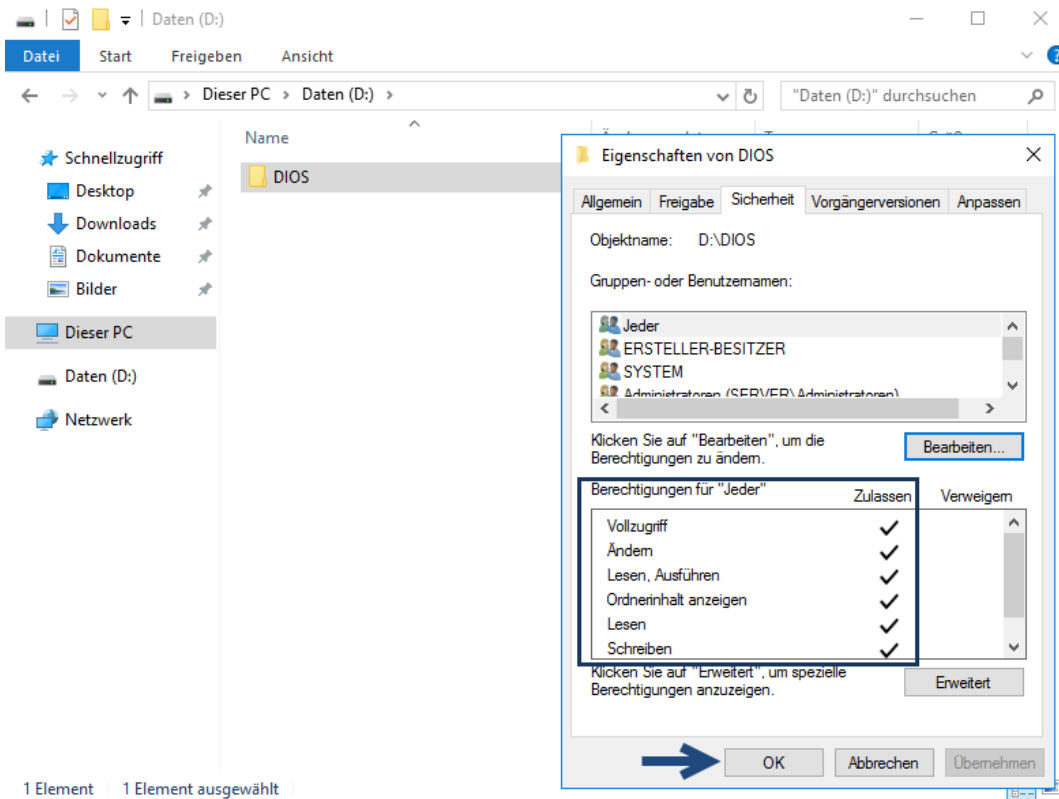 Daten (D:)
Datei Start Freigeben Ansicht
Dieser PC Daten (D:) "Daten (D:)" durchsuchen
Name
Schnellzugriff
Desktop
Downloads
Dokumente
Bilder
Dieser PC
Daten (D:)
Netzwerk
DIOS
1 Element 1 Element ausgewählt
Eigenschaften von DIOS
Allgemein Freigabe Sicherheit Vorgängerversionen Anpassen
Objektname: D:\DIOS
Gruppen- oder Benutzernamen:
Jeder
ERSTELLER-BESITZER
SYSTEM
Administratoren (SERVER\Administratoren)
Klicken Sie auf "Bearbeiten", um die
Berechtigungen zu ändern.
Bearbeiten...
Berechtigungen für "Jeder" Zulassen Verweigern
Vollzugriff
Ändern
Lesen, Ausführen
Ordnerinhalt anzeigen
Lesen
Schreiben
Klicken Sie auf "Erweitert", um spezielle
Berechtigungen anzuzeigen.
Erweitert
OK Abbrechen Übernehmen